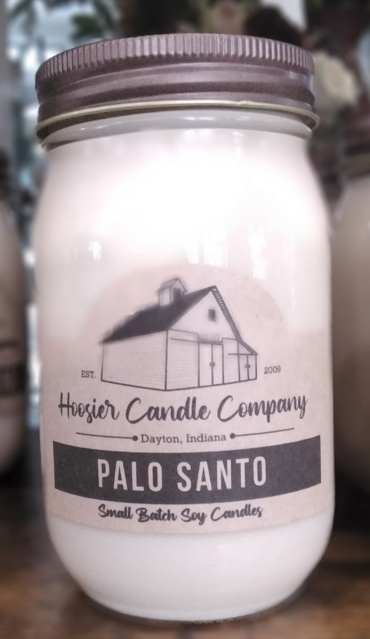 EST. 2009
Hoosier Candle Company
Dayton, Indiana
PALO SANTO
Small Batch Soy Candles